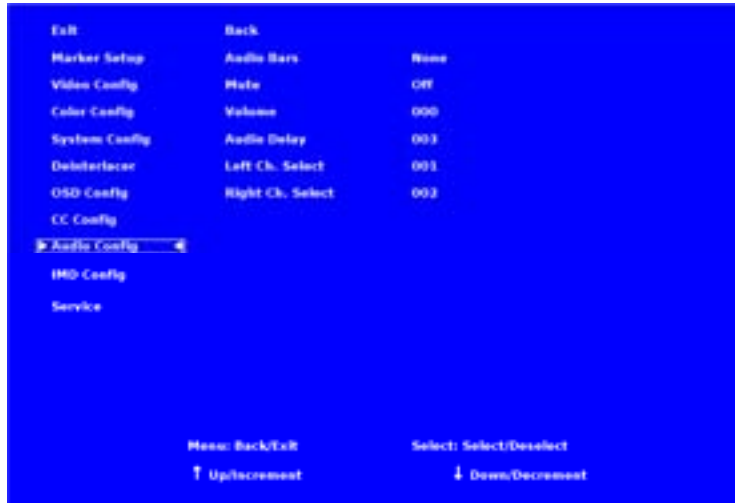 Exit Back
Marker Setup Audio Bars None
Video Config Mute Off
Color Config Volume 000
System Config Audio Delay 003
Deinterlacer Left Ch. Select 001
OSD Config Right Ch. Select 002
CC Config
Audio Config
IMD Config
Service
Menu: Back/Exit Select: Select/Deselect
↑ Up/Increment ↓ Down/Decrement